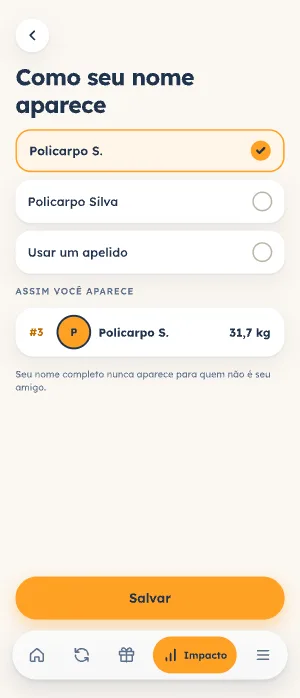 Como seu nome
aparece
Policarpo S.
Policarpo Silva
Usar um apelido
ASSIM VOCÊ APARECE
#3 P Policarpo S. 31,7 kg
Seu nome completo nunca aparece para quem não é seu
amigo.
Salvar
Impacto